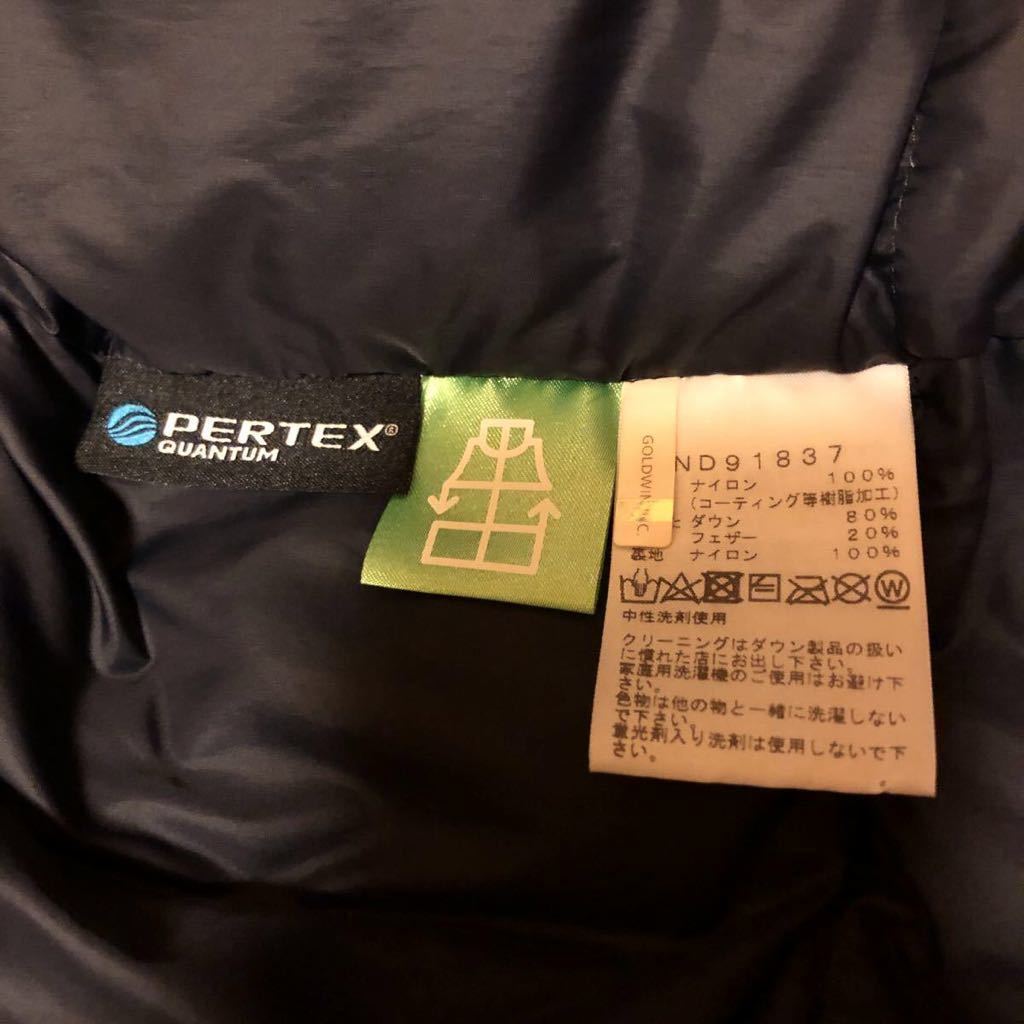 PERTEX®
QUANTUM
GOLDWIN INC.
ND91837
ナイロン 100%
(コーティング等樹脂加工)
ダウン 80%
フェザー 20%
裏地 ナイロン 100%
W
中性洗剤使用
クリーニングはダウン製品の扱い
に慣れた店にお出し下さい。
家庭用洗濯機のご使用はお避け下
さい。
色物は他の物と一緒に洗濯しない
で下さい。
蛍光剤入り洗剤は使用しないで下
さい。